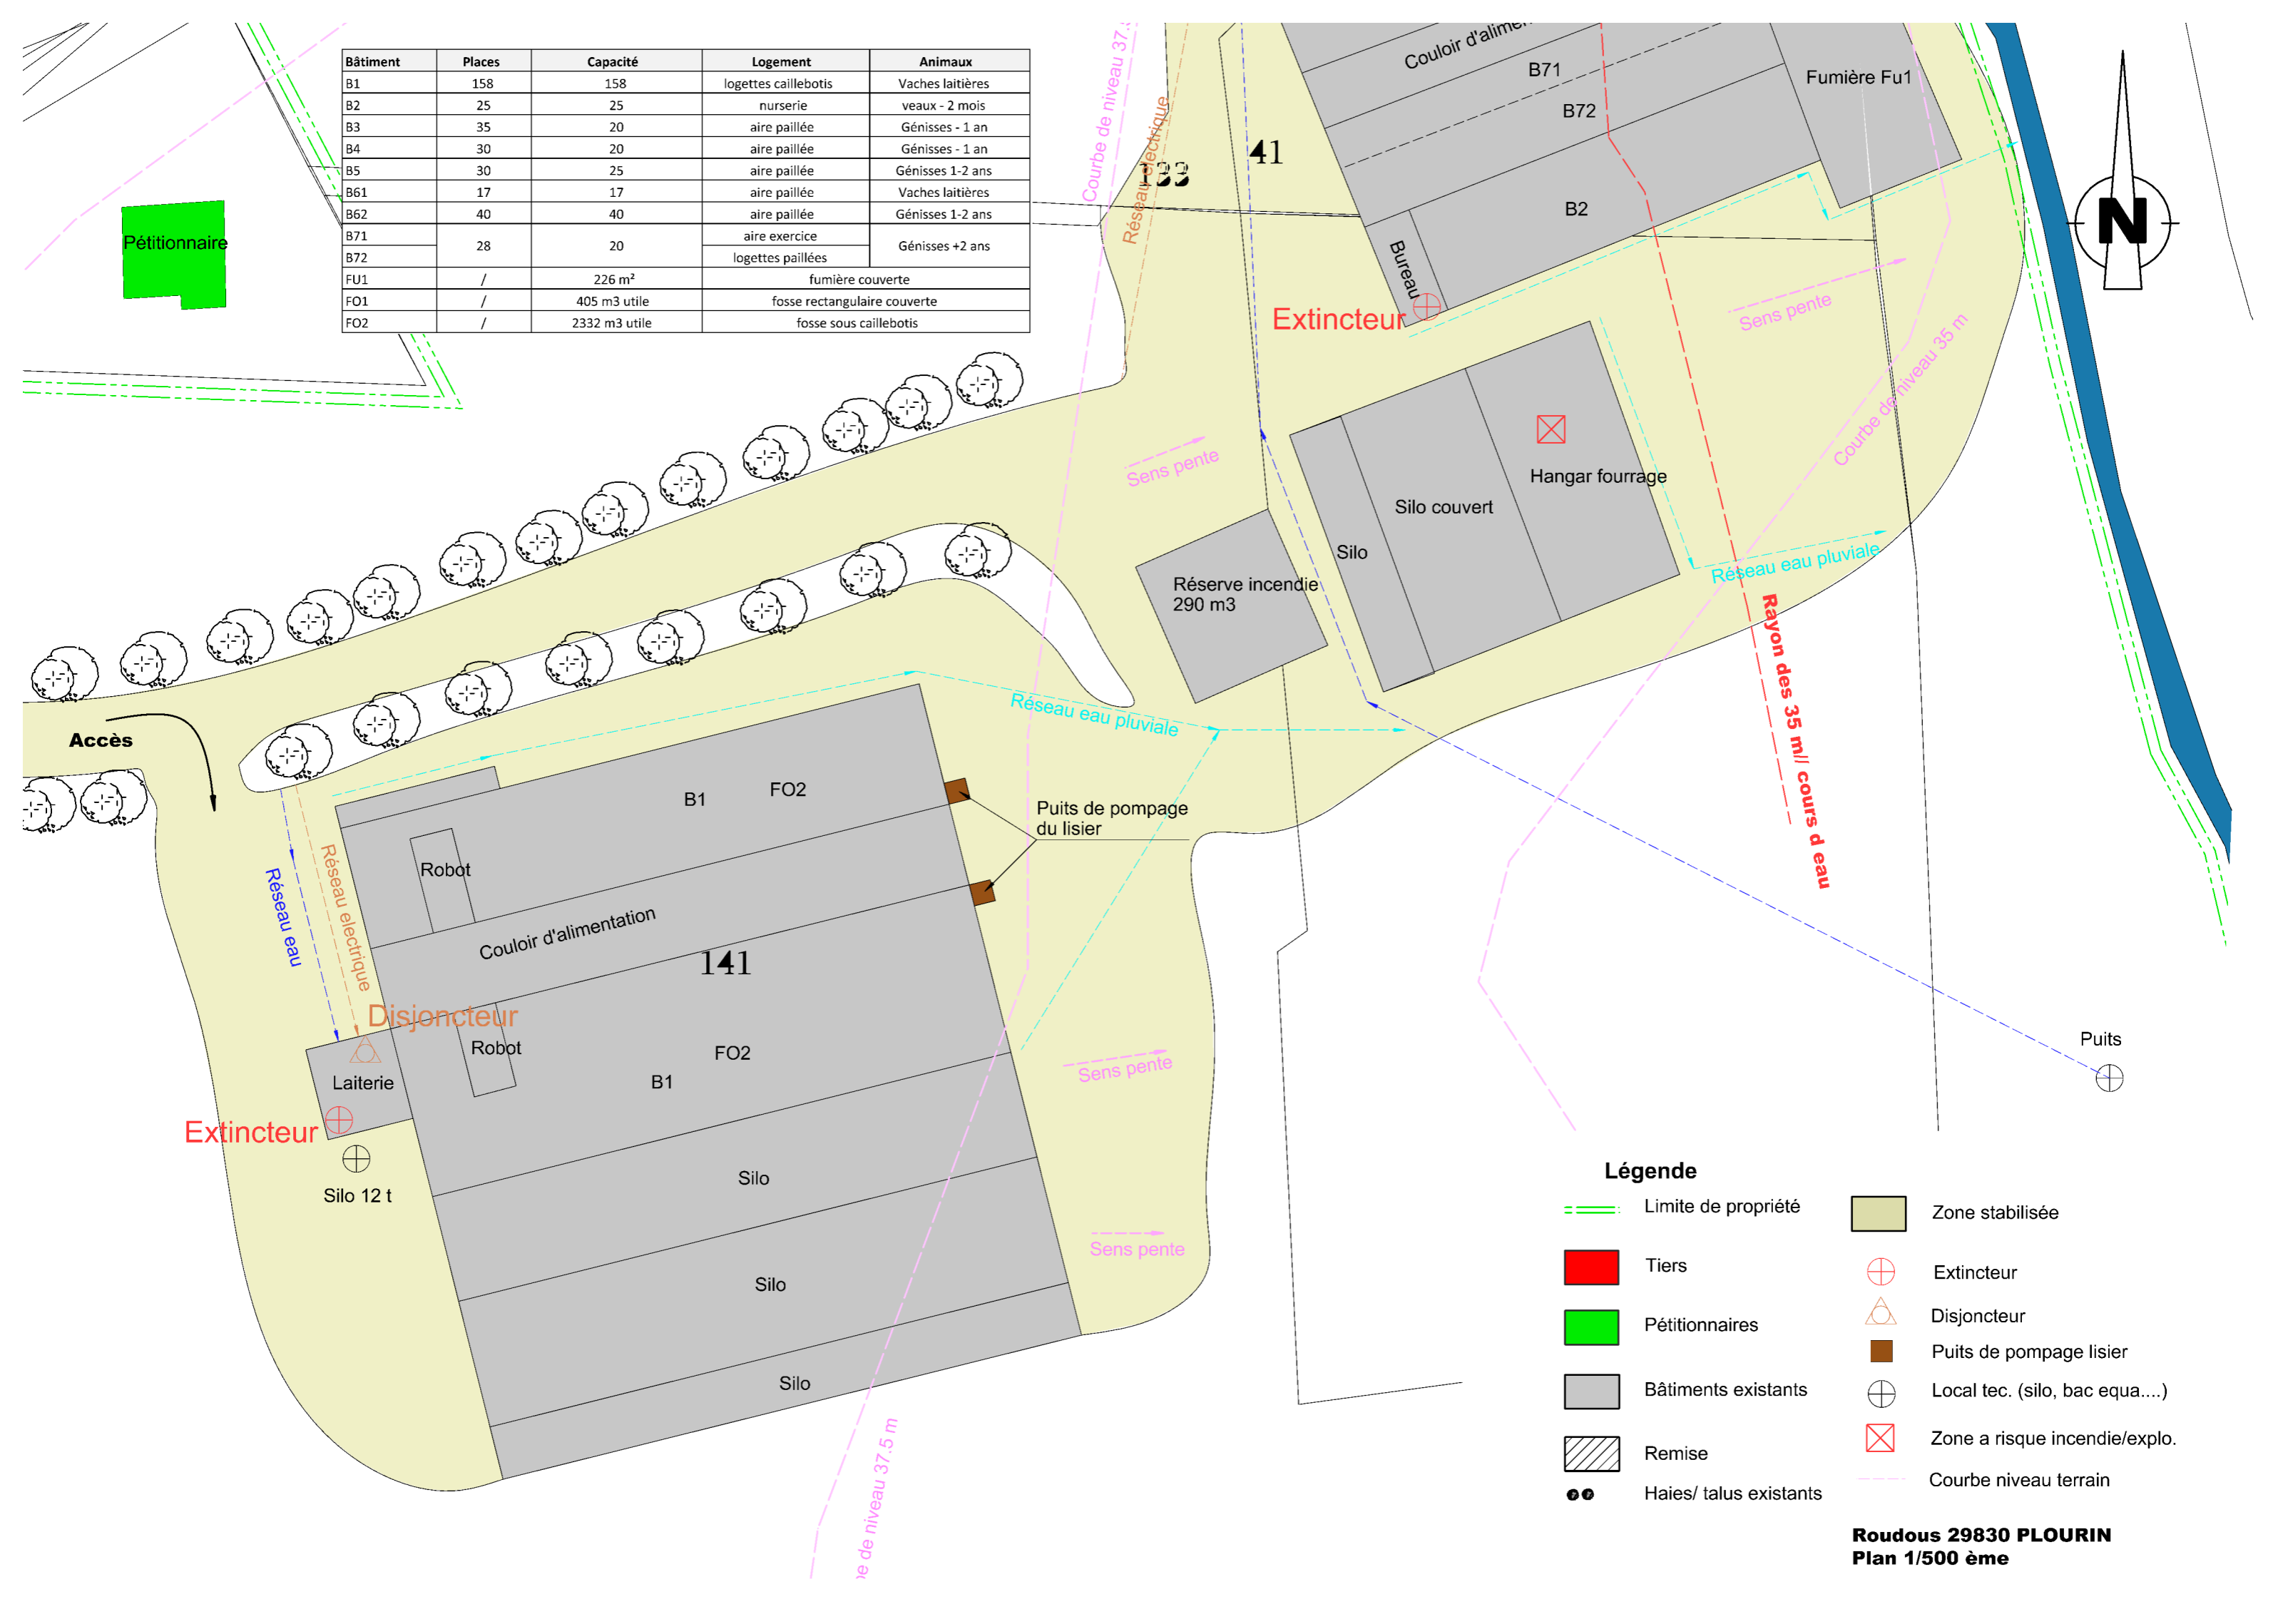 Bâtiment Places Capacité Logement Animaux
B1 158 158 logettes caillebotis Vaches laitières
B2 25 25 nurserie veaux - 2 mois
B3 35 20 aire paillée Génisses - 1 an
B4 30 20 aire paillée Génisses - 1 an
B5 30 25 aire paillée Génisses 1-2 ans
B61 17 17 aire paillée Vaches laitières
B62 40 40 aire paillée Génisses 1-2 ans
B71 28 20 aire exercice Génisses +2 ans
B72 logettes paillées
FU1 / 226 m² fumière couverte
FO1 / 405 m3 utile fosse rectangulaire couverte
FO2 / 2332 m3 utile fosse sous caillebotis
Pétitionnaire
Courbe de niveau 37.
Réseau electrique
133
41
Couloir d'alimen
B71
B72
B2
Fumière Fu1
N
Bureau
Extincteur
Sens pente
Courbe de niveau 35 m
Sens pente
Hangar fourrage
Silo couvert
Silo
Réserve incendie
290 m3
Réseau eau pluviale
Rayon des 35 m// cours d eau
Réseau eau pluviale
Accès
B1
FO2
Puits de pompage
du lisier
Robot
Réseau eau
Réseau electrique
Couloir d'alimentation
141
Disjoncteur
Robot
FO2
B1
Laiterie
Extincteur
Silo 12 t
Sens pente
Puits
Silo
Sens pente
Silo
Silo
e de niveau 37.5 m
Légende
Limite de propriété
Tiers
Pétitionnaires
Bâtiments existants
Remise
Haies/ talus existants
Zone stabilisée
Extincteur
Disjoncteur
Puits de pompage lisier
Local tec. (silo, bac equa....)
Zone a risque incendie/explo.
Courbe niveau terrain
Roudous 29830 PLOURIN
Plan 1/500 ème